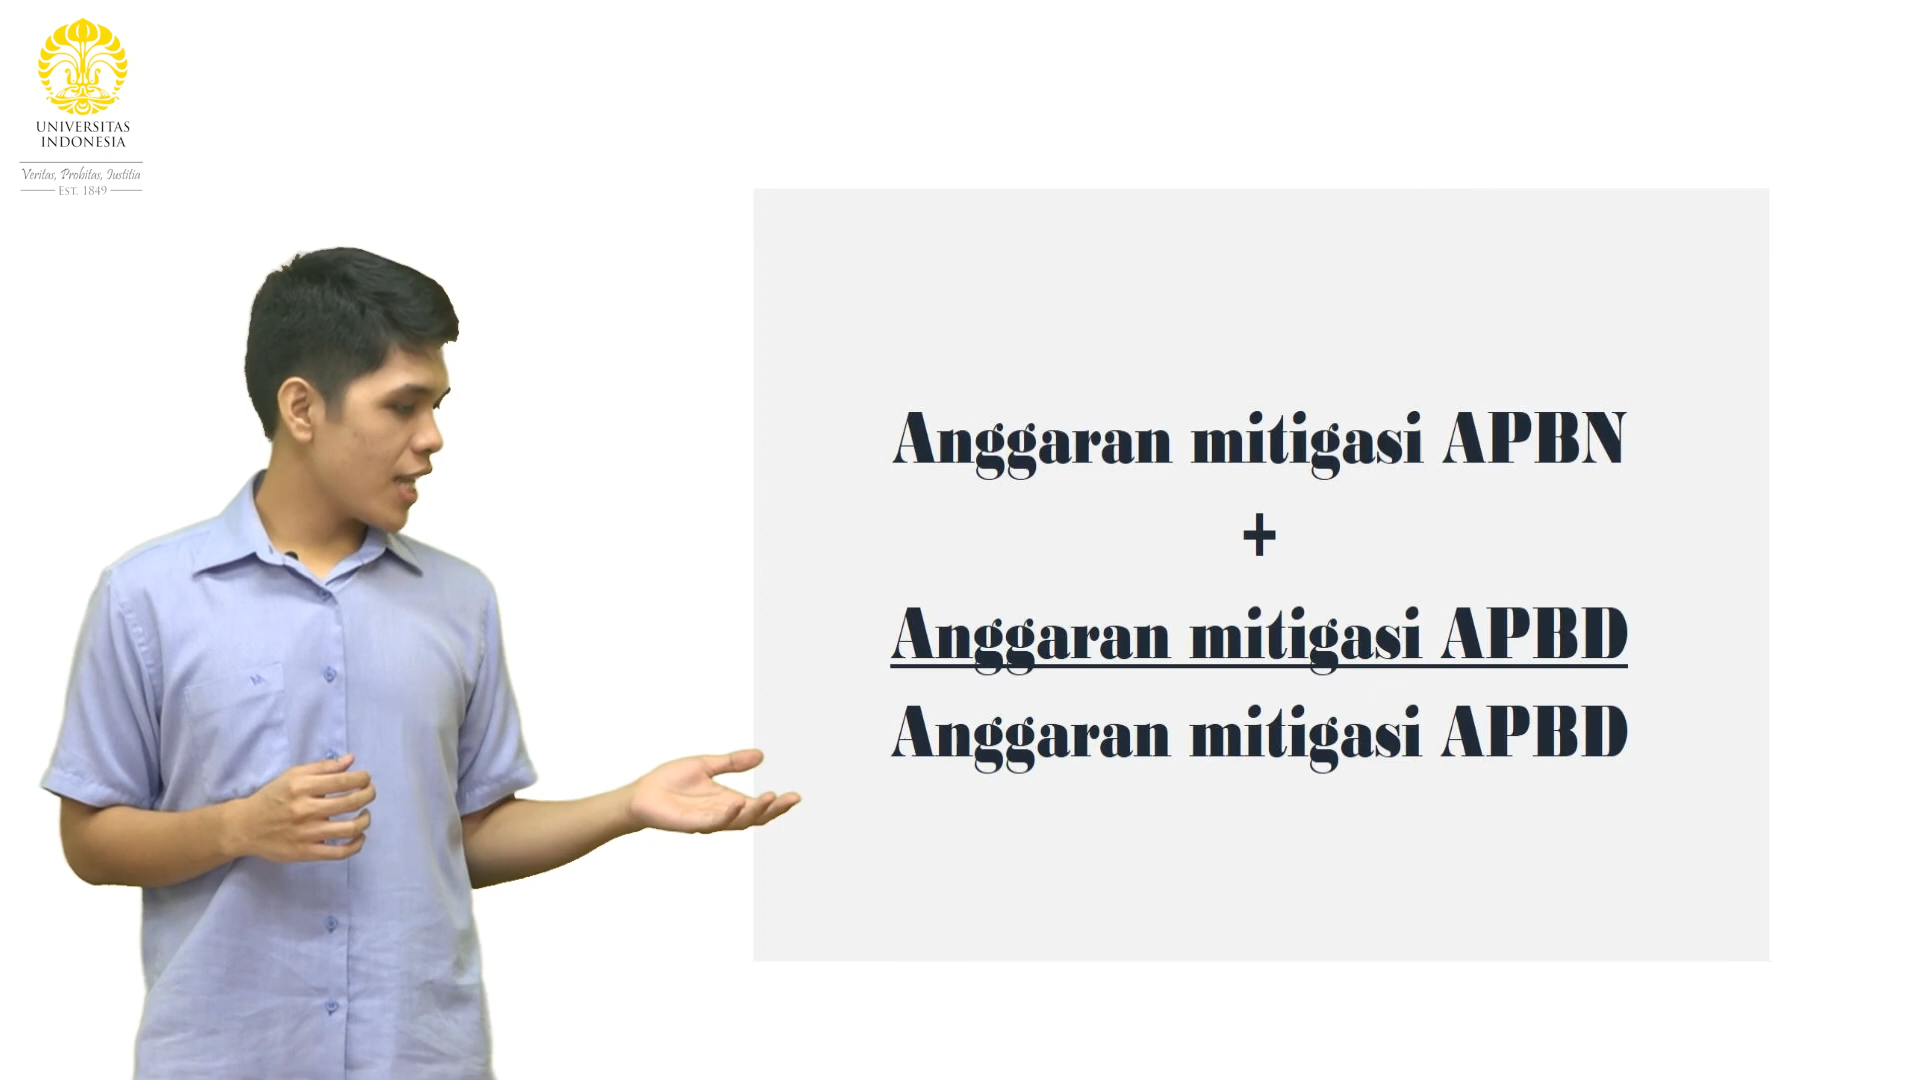 UNIVERSITAS
INDONESIA
Veritas, Probitas, Iustitia
EST. 1849
Anggaran mitigasi APBN
+
Anggaran mitigasi APBD
Anggaran mitigasi APBD